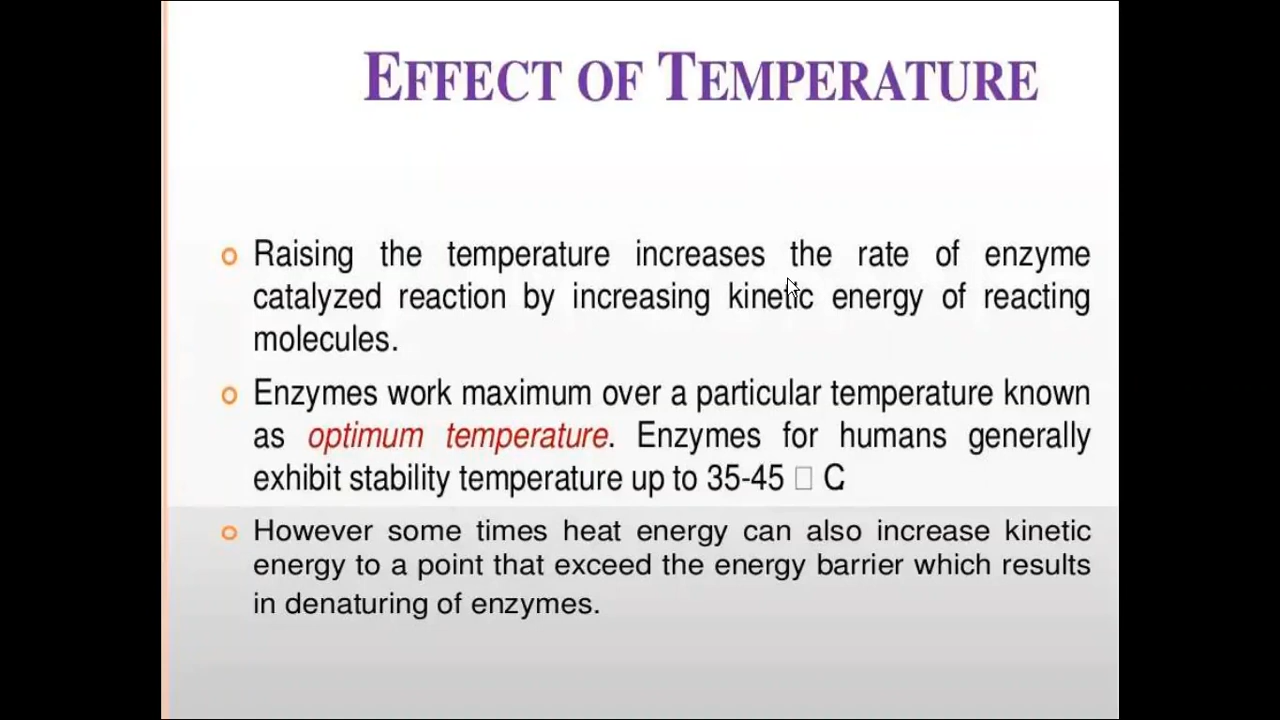 EFFECT OF TEMPERATURE
o Raising the temperature increases the rate of enzyme
catalyzed reaction by increasing kinetic energy of reacting
molecules.
o Enzymes work maximum over a particular temperature known
as optimum temperature. Enzymes for humans generally
exhibit stability temperature up to 35-45 □ C
o However some times heat energy can also increase kinetic
energy to a point that exceed the energy barrier which results
in denaturing of enzymes.